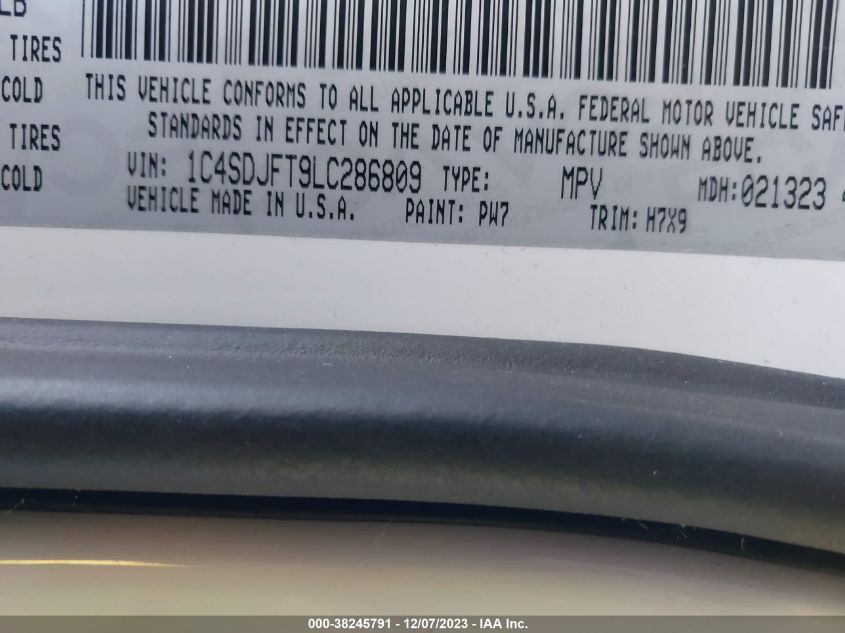 LB
TIRES
COLD THIS VEHICLE CONFORMS TO ALL APPLICABLE U.S.A. FEDERAL MOTOR VEHICLE SAF
TIRES STANDARDS IN EFFECT ON THE DATE OF MANUFACTURE SHOWN ABOVE.
COLD VIN: 1C4SDJFT9LC286809 TYPE: MPV MDH:021323 4
VEHICLE MADE IN U.S.A. PAINT: PW7 TRIM: H7X9
000-38245791 - 12/07/2023 - IAA Inc.